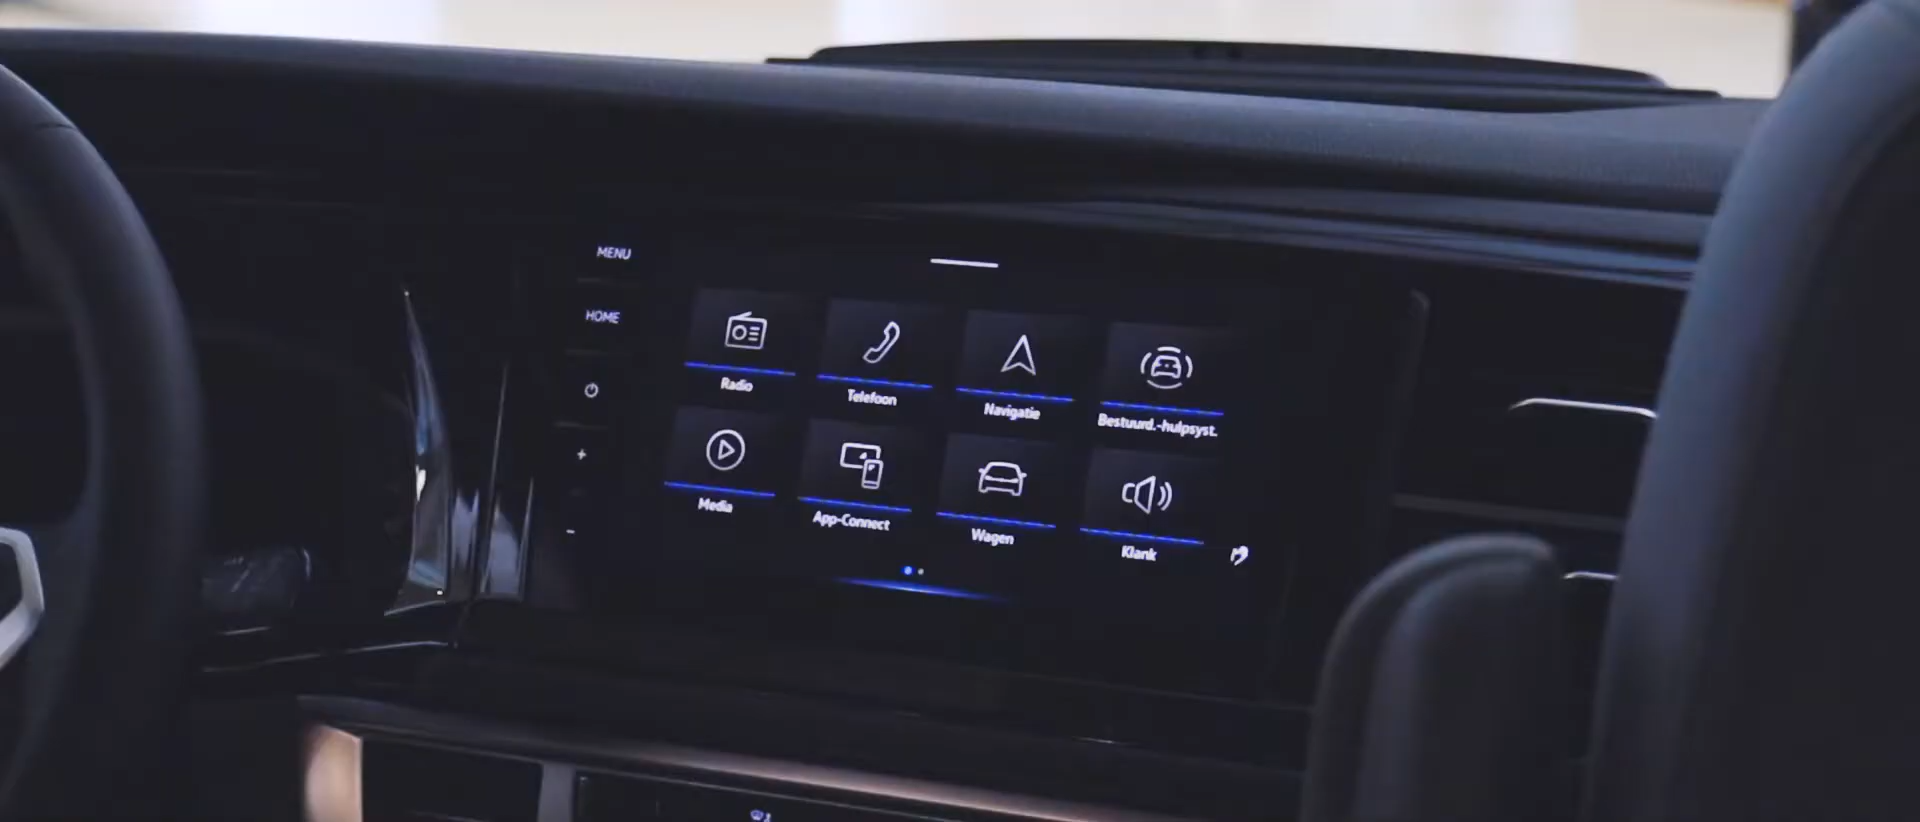 MENU
HOME
Radio
Telefoon
Navigatie
Bestuurd.-hulpsyst.
Media
App-Connect
Wagen
Klank
+
-